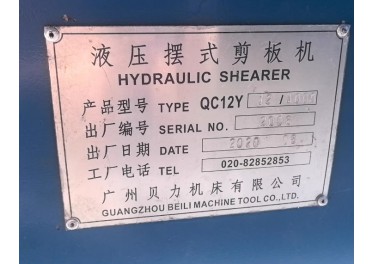 液压摆式剪板机
HYDRAULIC SHEARER
产品型号 TYPE QC12Y
出厂编号 SERIAL NO.
出厂日期 DATE 2020
工厂电话 TEL 020-82852853
广州贝力机床有限公司
GUANGZHOU BEILI MACHINE TOOL CO.,LTD.